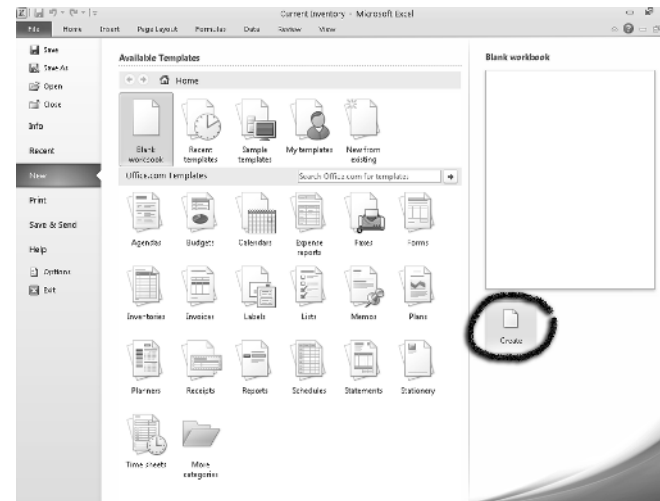 Current Inventory - Microsoft Excel
File Home Insert Page Layout Formulas Data Review View
Save
Save As
Open
Close
Info
Recent
New
Print
Save & Send
Help
Options
Exit
Available Templates
Home
Blank workbook
Recent templates
Sample templates
My templates
New from existing
Office.com Templates
Search Office.com for templates
Agendas
Budgets
Calendars
Expense reports
Faxes
Forms
Inventories
Invoices
Labels
Lists
Memos
Plans
Planners
Receipts
Reports
Schedules
Statements
Stationery
Time sheets
More categories
Blank workbook
Create